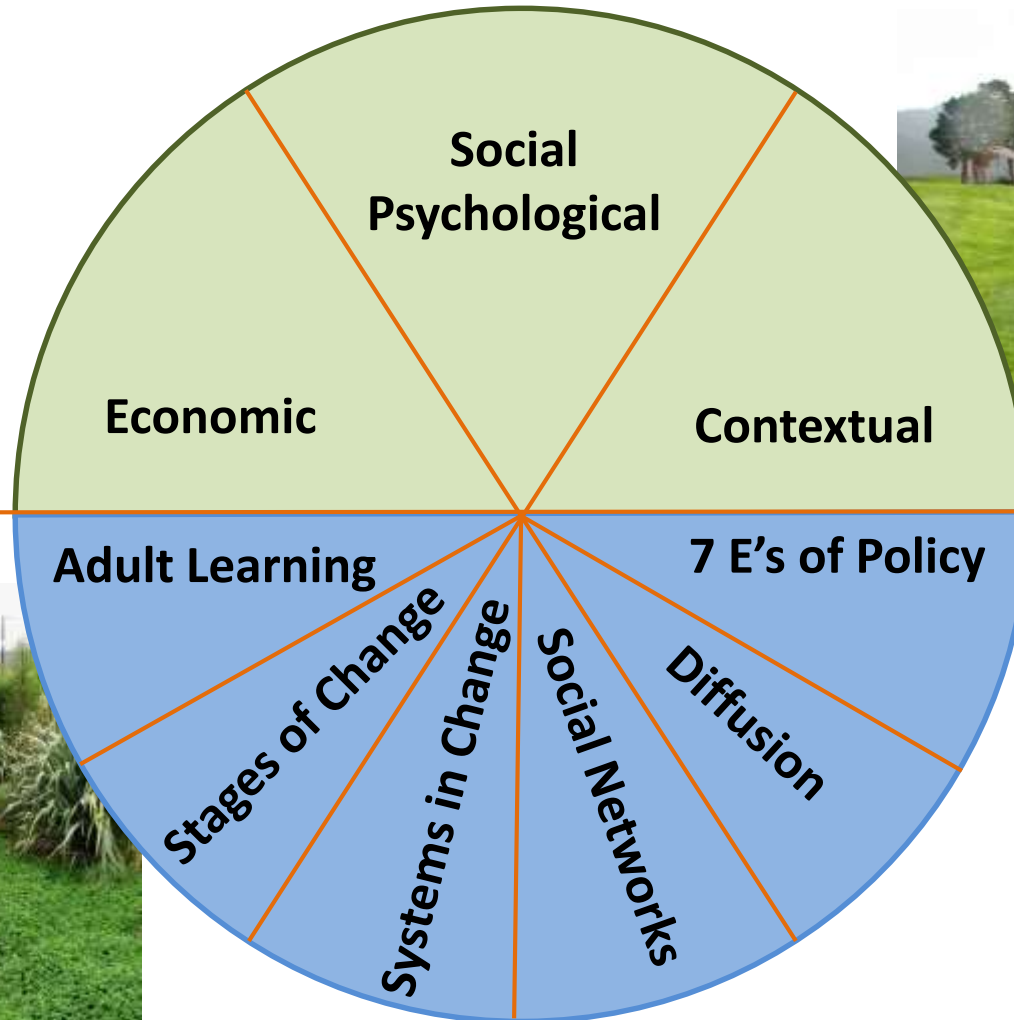 Social
Psychological
Economic
Contextual
Adult Learning
7 E’s of Policy
Stages of Change
Systems in Change
Social Networks
Diffusion